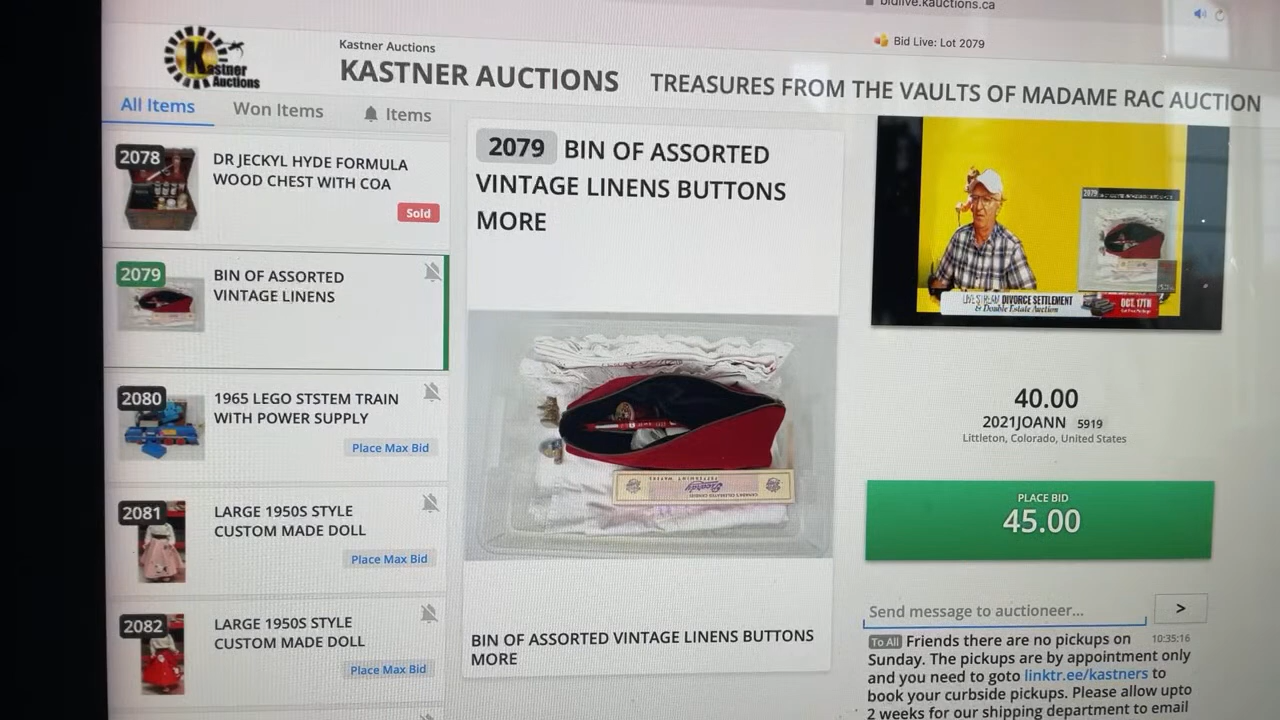 bidlive.kauctions.ca
Bid Live: Lot 2079
Kastner
Auctions
Kastner Auctions
KASTNER AUCTIONS
TREASURES FROM THE VAULTS OF MADAME RAC AUCTION
All Items
Won Items
Items
2078
DR JECKYL HYDE FORMULA
WOOD CHEST WITH COA
Sold
2079
BIN OF ASSORTED
VINTAGE LINENS
2080
1965 LEGO STSTEM TRAIN
WITH POWER SUPPLY
Place Max Bid
2081
LARGE 1950S STYLE
CUSTOM MADE DOLL
Place Max Bid
2082
LARGE 1950S STYLE
CUSTOM MADE DOLL
Place Max Bid
2079 BIN OF ASSORTED
VINTAGE LINENS BUTTONS
MORE
BIN OF ASSORTED VINTAGE LINENS BUTTONS
MORE
2079
LIVE STREAM DIVORCE SETTLEMENT
& Double Estate Auction
OCT. 17TH
40.00
2021JOANN 5919
Littleton, Colorado, United States
PLACE BID
45.00
Send message to auctioneer...
>
To All Friends there are no pickups on 10:35:16
Sunday. The pickups are by appointment only
and you need to goto linktr.ee/kastners to
book your curbside pickups. Please allow upto
2 weeks for our shipping department to email